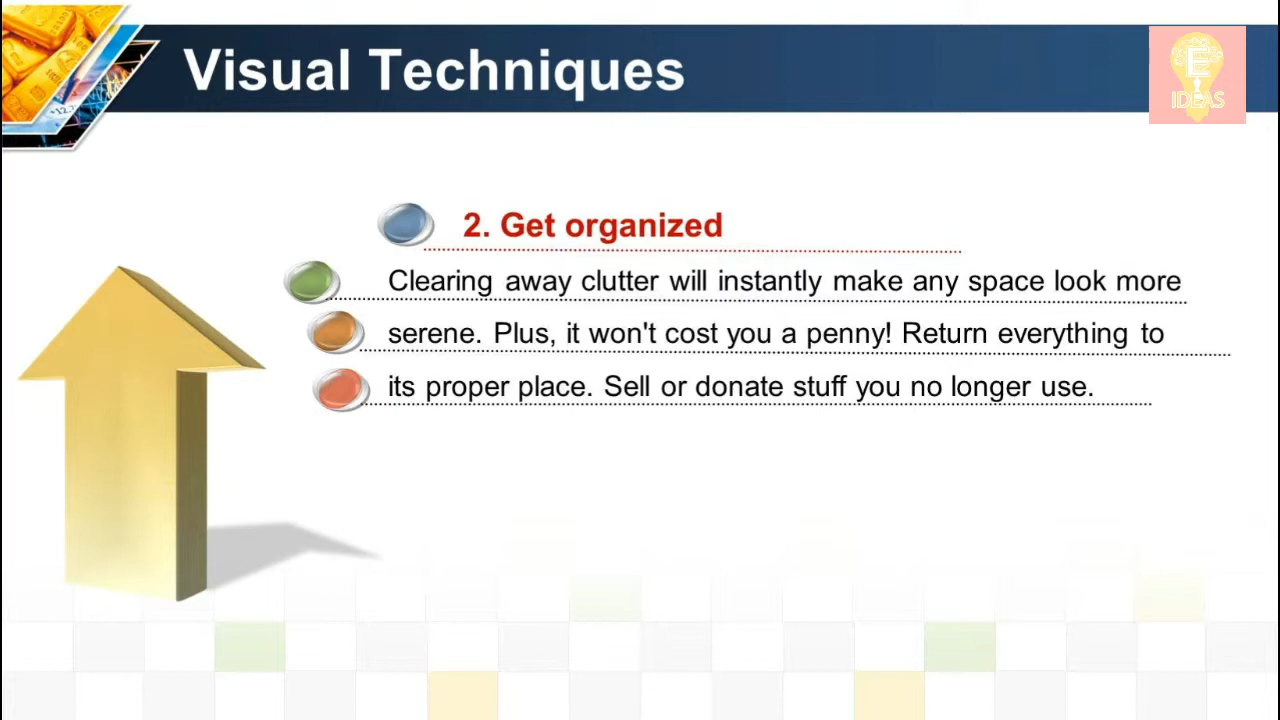 Visual Techniques
E
IDEAS
2. Get organized
Clearing away clutter will instantly make any space look more
serene. Plus, it won't cost you a penny! Return everything to
its proper place. Sell or donate stuff you no longer use.